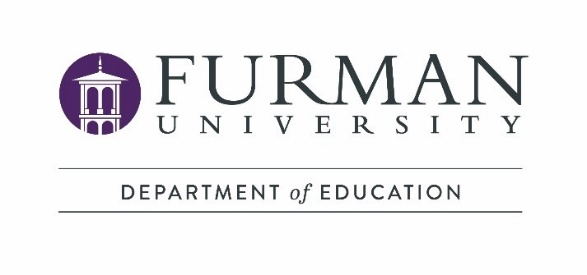 FURMAN
UNIVERSITY
DEPARTMENT of EDUCATION